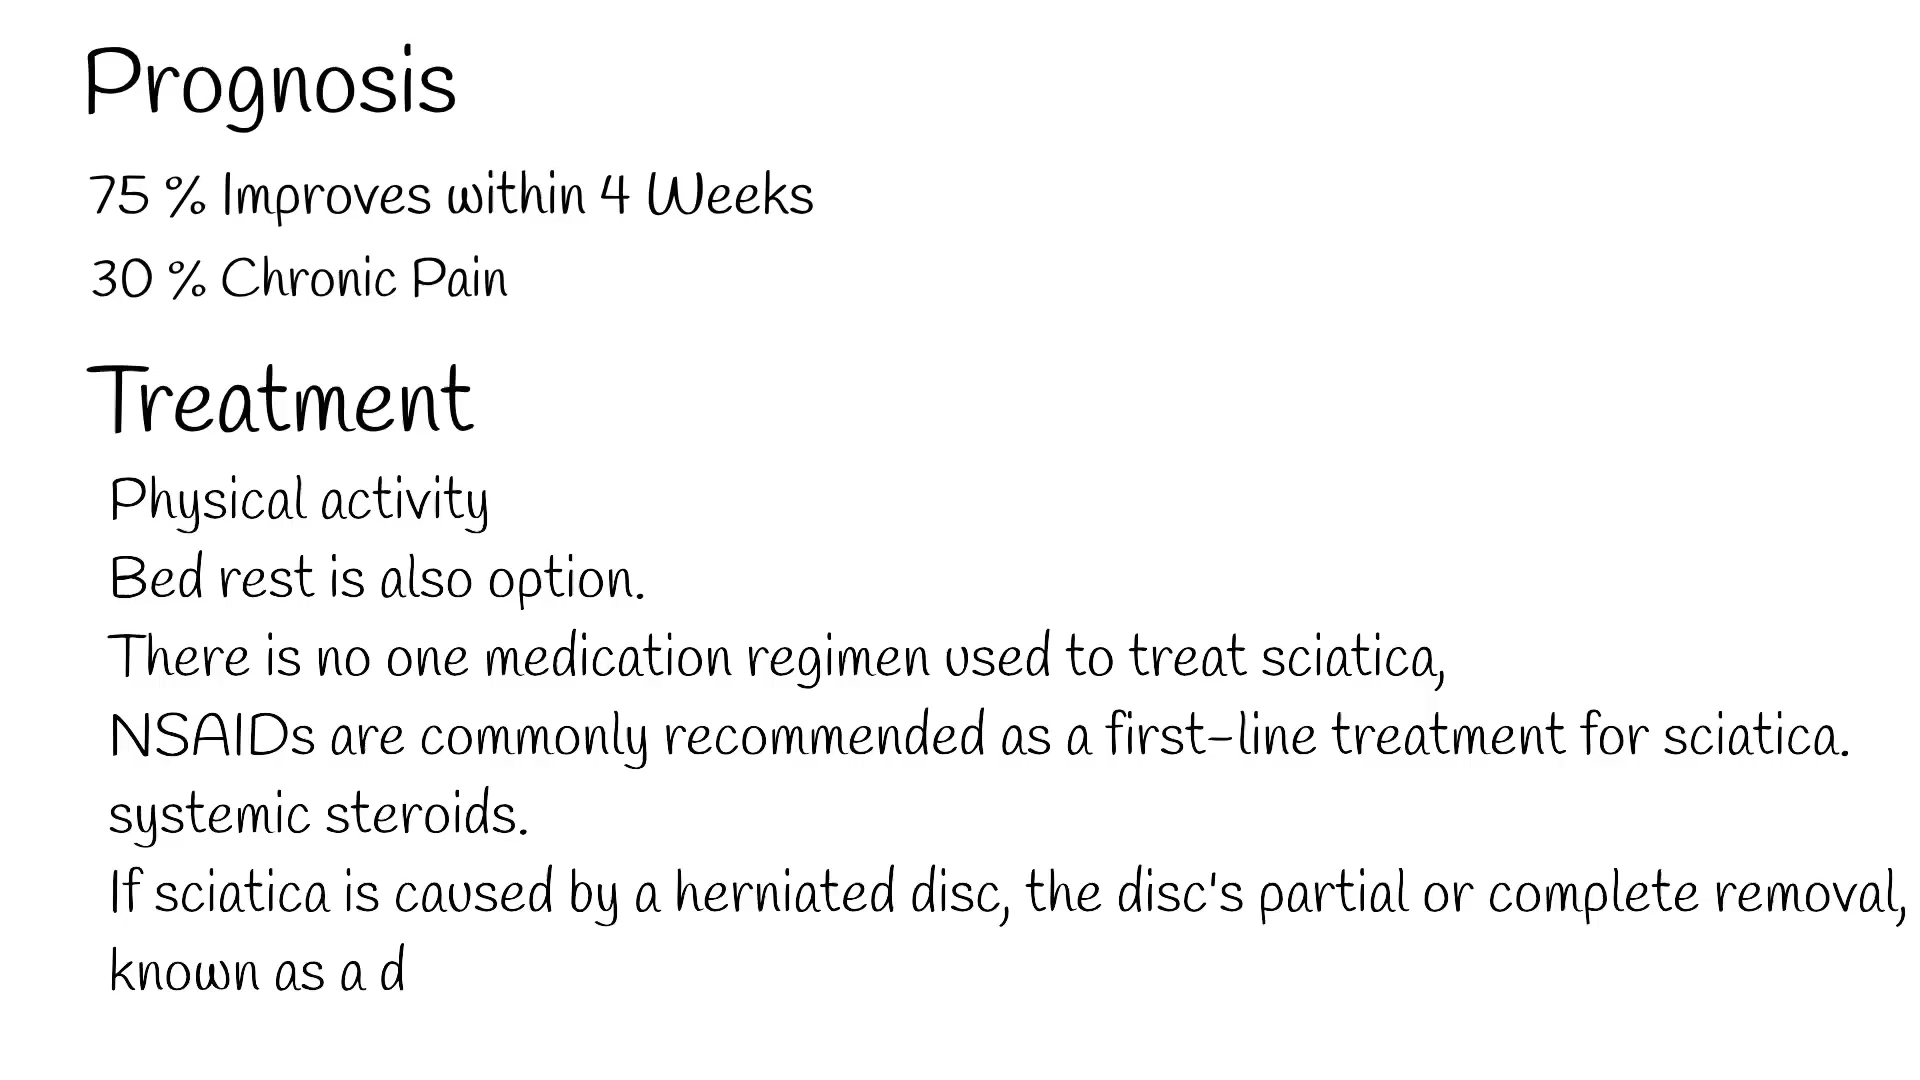 Prognosis
75 % Improves within 4 Weeks
30 % Chronic Pain
Treatment
Physical activity
Bed rest is also option.
There is no one medication regimen used to treat sciatica,
NSAIDs are commonly recommended as a first-line treatment for sciatica.
systemic steroids.
If sciatica is caused by a herniated disc, the disc's partial or complete removal,
known as a d